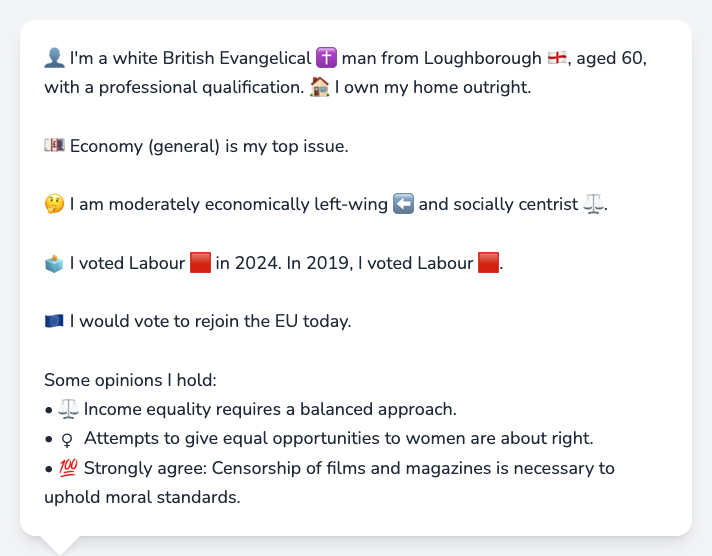 👤 I'm a white British Evangelical ✝️ man from Loughborough 🏴󠁧󠁢󠁥󠁮󠁧󠁿, aged 60,
with a professional qualification. 🏠 I own my home outright.
💷 Economy (general) is my top issue.
🤔 I am moderately economically left-wing ⬅️ and socially centrist ⚖️.
🗳️ I voted Labour 🟥 in 2024. In 2019, I voted Labour 🟥.
🇪🇺 I would vote to rejoin the EU today.
Some opinions I hold:
• ⚖️ Income equality requires a balanced approach.
• ♀ Attempts to give equal opportunities to women are about right.
• 💯 Strongly agree: Censorship of films and magazines is necessary to
uphold moral standards.